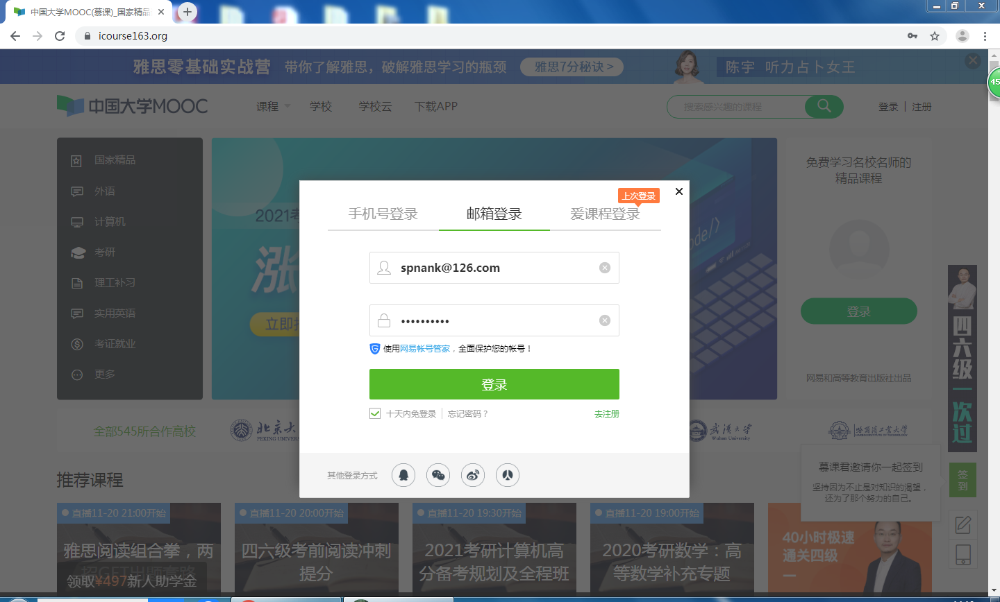 中国大学MOOC(慕课)_国家精品
icourse163.org
雅思零基础实战营 带你了解雅思，破解雅思学习的瓶颈 雅思7分秘诀 >
陈宇 听力占卜女王
45
中国大学MOOC
课程 学校 学校云 下载APP
搜索感兴趣的课程
登录 | 注册
国家精品
外语
计算机
考研
理工补习
实用英语
考证就业
更多
2021考
涨
立即
ode/>
免费学习名校名师的
精品课程
登录
网易和高等教育出版社出品
上次登录
手机号登录 邮箱登录 爱课程登录
spnank@126.com
••••••••••
使用网易帐号管家，全面保护您的帐号！
登录
十天内免登录 忘记密码？ 去注册
其他登录方式
全部545所合作高校
北京大
PEKING UNIVER
武汉大学
Wuhan University
哈尔滨工业大学
四六级一次过
慕课君邀请你一起签到
坚持因为不止是对知识的渴望，
还为了那个努力的自己。
签到
推荐课程
直播11-20 21:00开始
雅思阅读组合拳，两
招GET出题套路
领取¥497新人助学金
直播11-20 20:00开始
四六级考前阅读冲刺
提分
直播11-20 19:30开始
2021考研计算机高
分备考规划及全程班
直播11-20 19:00开始
2020考研数学：高
等数学补充专题
40小时极速
通关四级